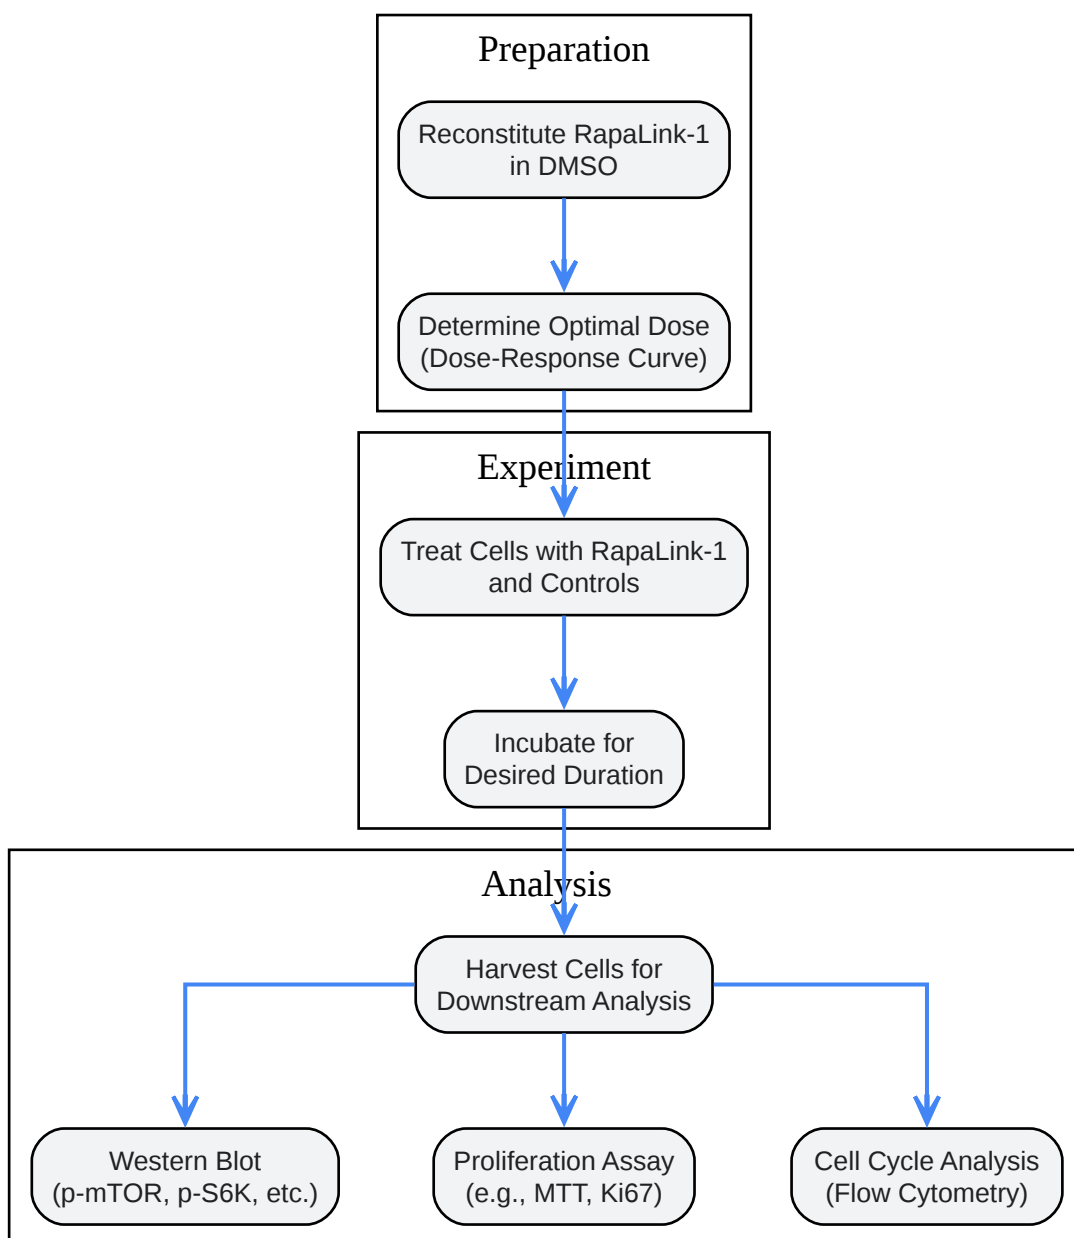 Preparation
Reconstitute RapaLink-1
in DMSO
Determine Optimal Dose
(Dose-Response Curve)
Experiment
Treat Cells with RapaLink-1
and Controls
Incubate for
Desired Duration
Analysis
Harvest Cells for
Downstream Analysis
Western Blot
(p-mTOR, p-S6K, etc.)
Proliferation Assay
(e.g., MTT, Ki67)
Cell Cycle Analysis
(Flow Cytometry)